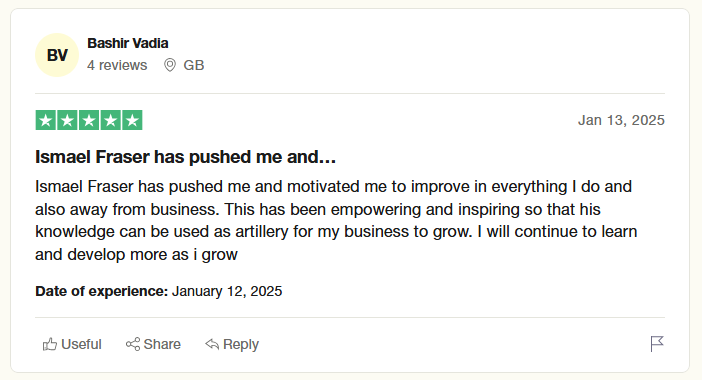 BV
Bashir Vadia
4 reviews GB
Jan 13, 2025
Ismael Fraser has pushed me and…
Ismael Fraser has pushed me and motivated me to improve in everything I do and
also away from business. This has been empowering and inspiring so that his
knowledge can be used as artillery for my business to grow. I will continue to learn
and develop more as i grow
Date of experience: January 12, 2025
Useful Share Reply